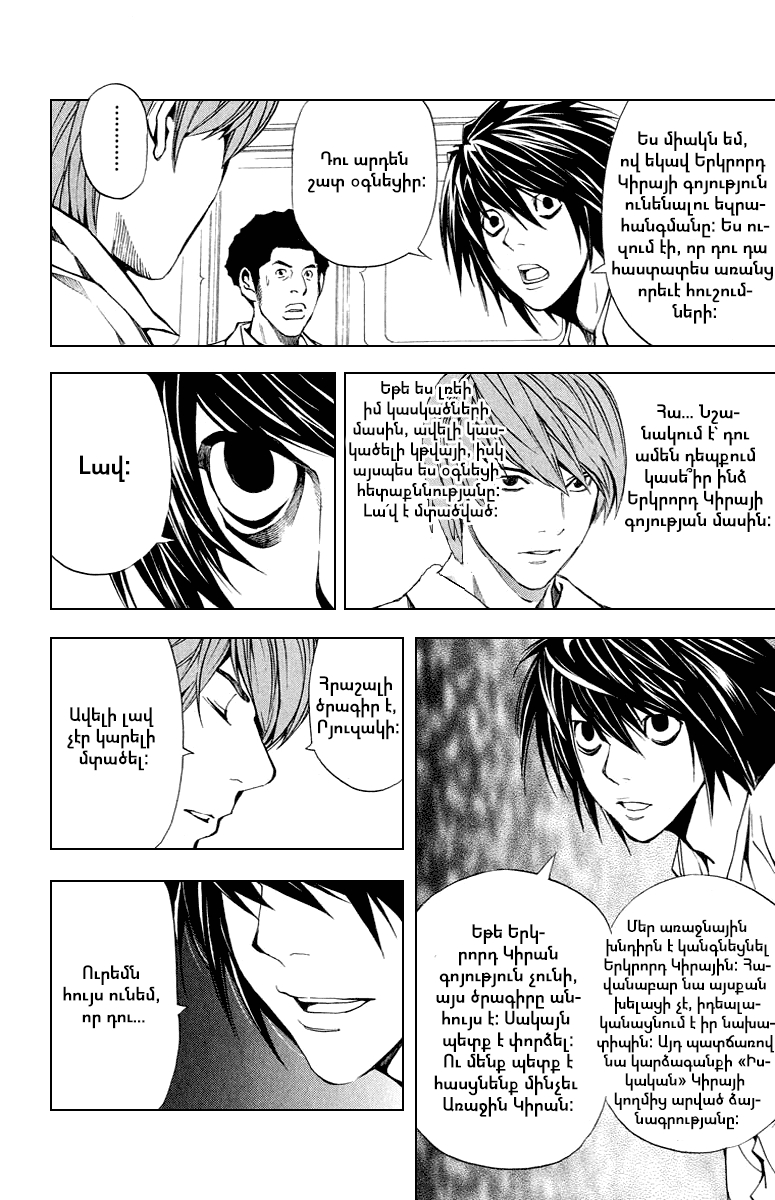 Ես միակն եմ,
ով եկավ Երկրորդ
Կիրայի գոյություն
ունենալու եզրա-
հանգմանը: Ես ու-
զում էի, որ դու դա
հաստատես առանց
որեւէ հուշում-
ների:
Դու արդեն
շատ օգնեցիր:
.........
Հա... Նշա-
նակում է՝ դու
ամեն դեպքում
կասե՞իր ինձ
Երկրորդ Կիրայի
գոյության մասին:
Եթե ես լռեի
իմ կասկածների
մասին, ավելի կաս-
կածելի կթվայի, իսկ
այսպես ես օգնեցի
հետաքննությանը:
Լա՛վ է մտածված:
Լավ:
Հրաշալի
ծրագիր է,
Րյուզակի:
Ավելի լավ
չէր կարելի
մտածել:
Մեր առաջնային
խնդիրն է կանգնեցնել
Երկրորդ Կիրային: Հա-
վանաբար նա այսքան
խելացի չէ, իդեալա-
կանացնում է իր նախա-
տիպին: Այդ պատճառով
նա կարձագանքի «Իս-
կական» Կիրայի
կողմից արված ձայ-
նագրությանը:
Եթե Երկ-
րորդ Կիրան
գոյություն չունի,
այս ծրագիրը ան-
հույս է: Սակայն
պետք է փորձել:
Ու մենք պետք է
հասցնենք մինչեւ
Առաջին Կիրան:
Ուրեմն
հույս ունեմ,
որ դու...